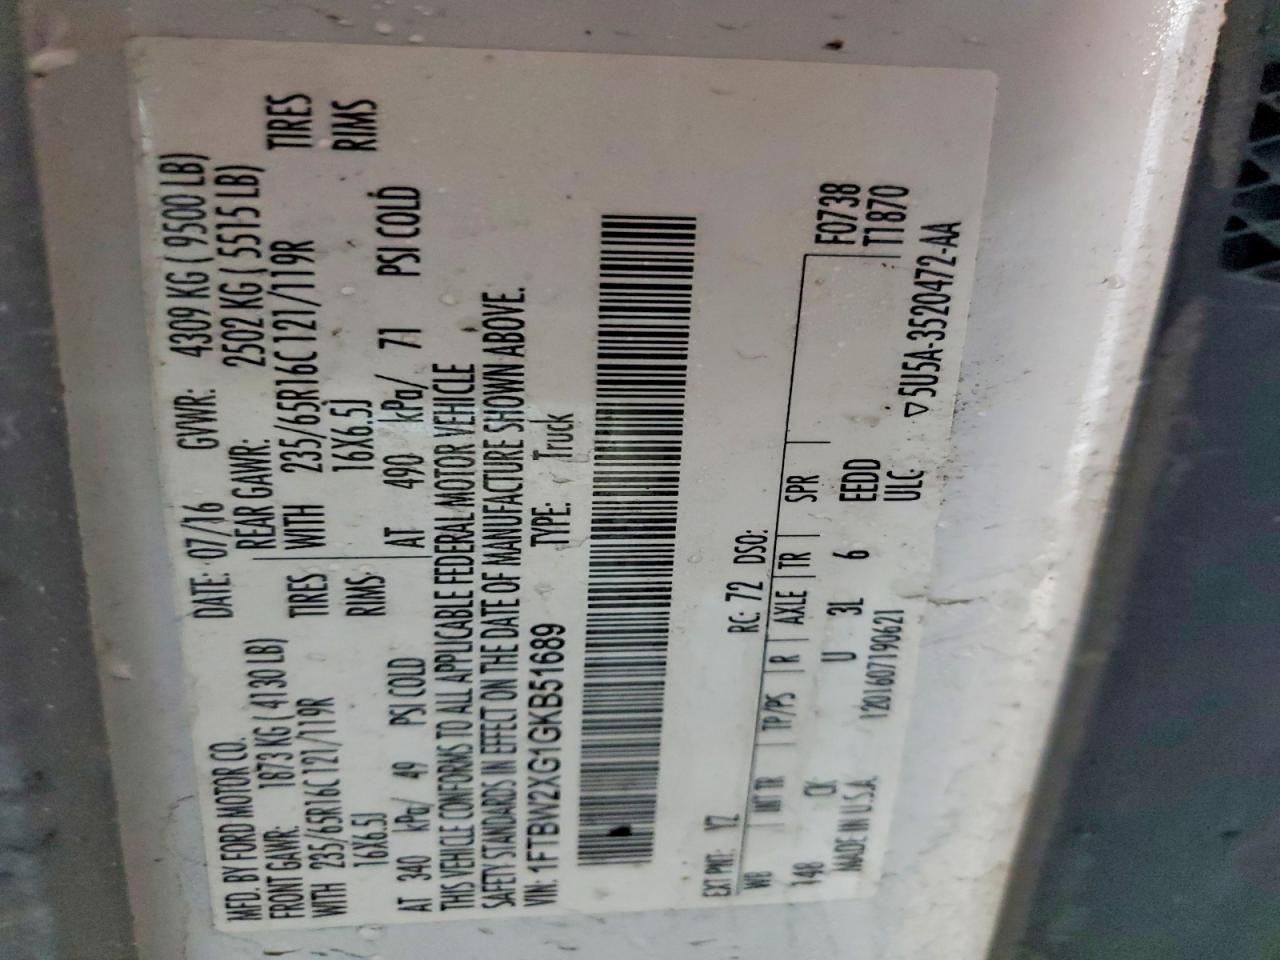 MFD. BY FORD MOTOR CO.
DATE: 07/16 GVWR: 4309 KG ( 9500 LB)
FRONT GAWR: 1873 KG ( 4130 LB)
REAR GAWR: 2502 KG ( 5515 LB)
WITH 235/65R16C 121/119R TIRES
WITH 235/65R16C 121/119R TIRES
16X6.5J RIMS
16X6.5J RIMS
AT 340 kPa/ 49 PSI COLD
AT 490 kPa/ 71 PSI COLD
THIS VEHICLE CONFORMS TO ALL APPLICABLE FEDERAL MOTOR VEHICLE
SAFETY STANDARDS IN EFFECT ON THE DATE OF MANUFACTURE SHOWN ABOVE.
VIN: 1FTBW2XG1GKB51689 TYPE: Truck
EXT PNT: YZ RC: 72 DSO: F0738
WB INT TR TP/PS R AXLE TR SPR T1870
148 CK U 3L 6 EEDD
MADE IN U.S.A. 12016071 90621 ULC
▽5U5A-3520472-AA